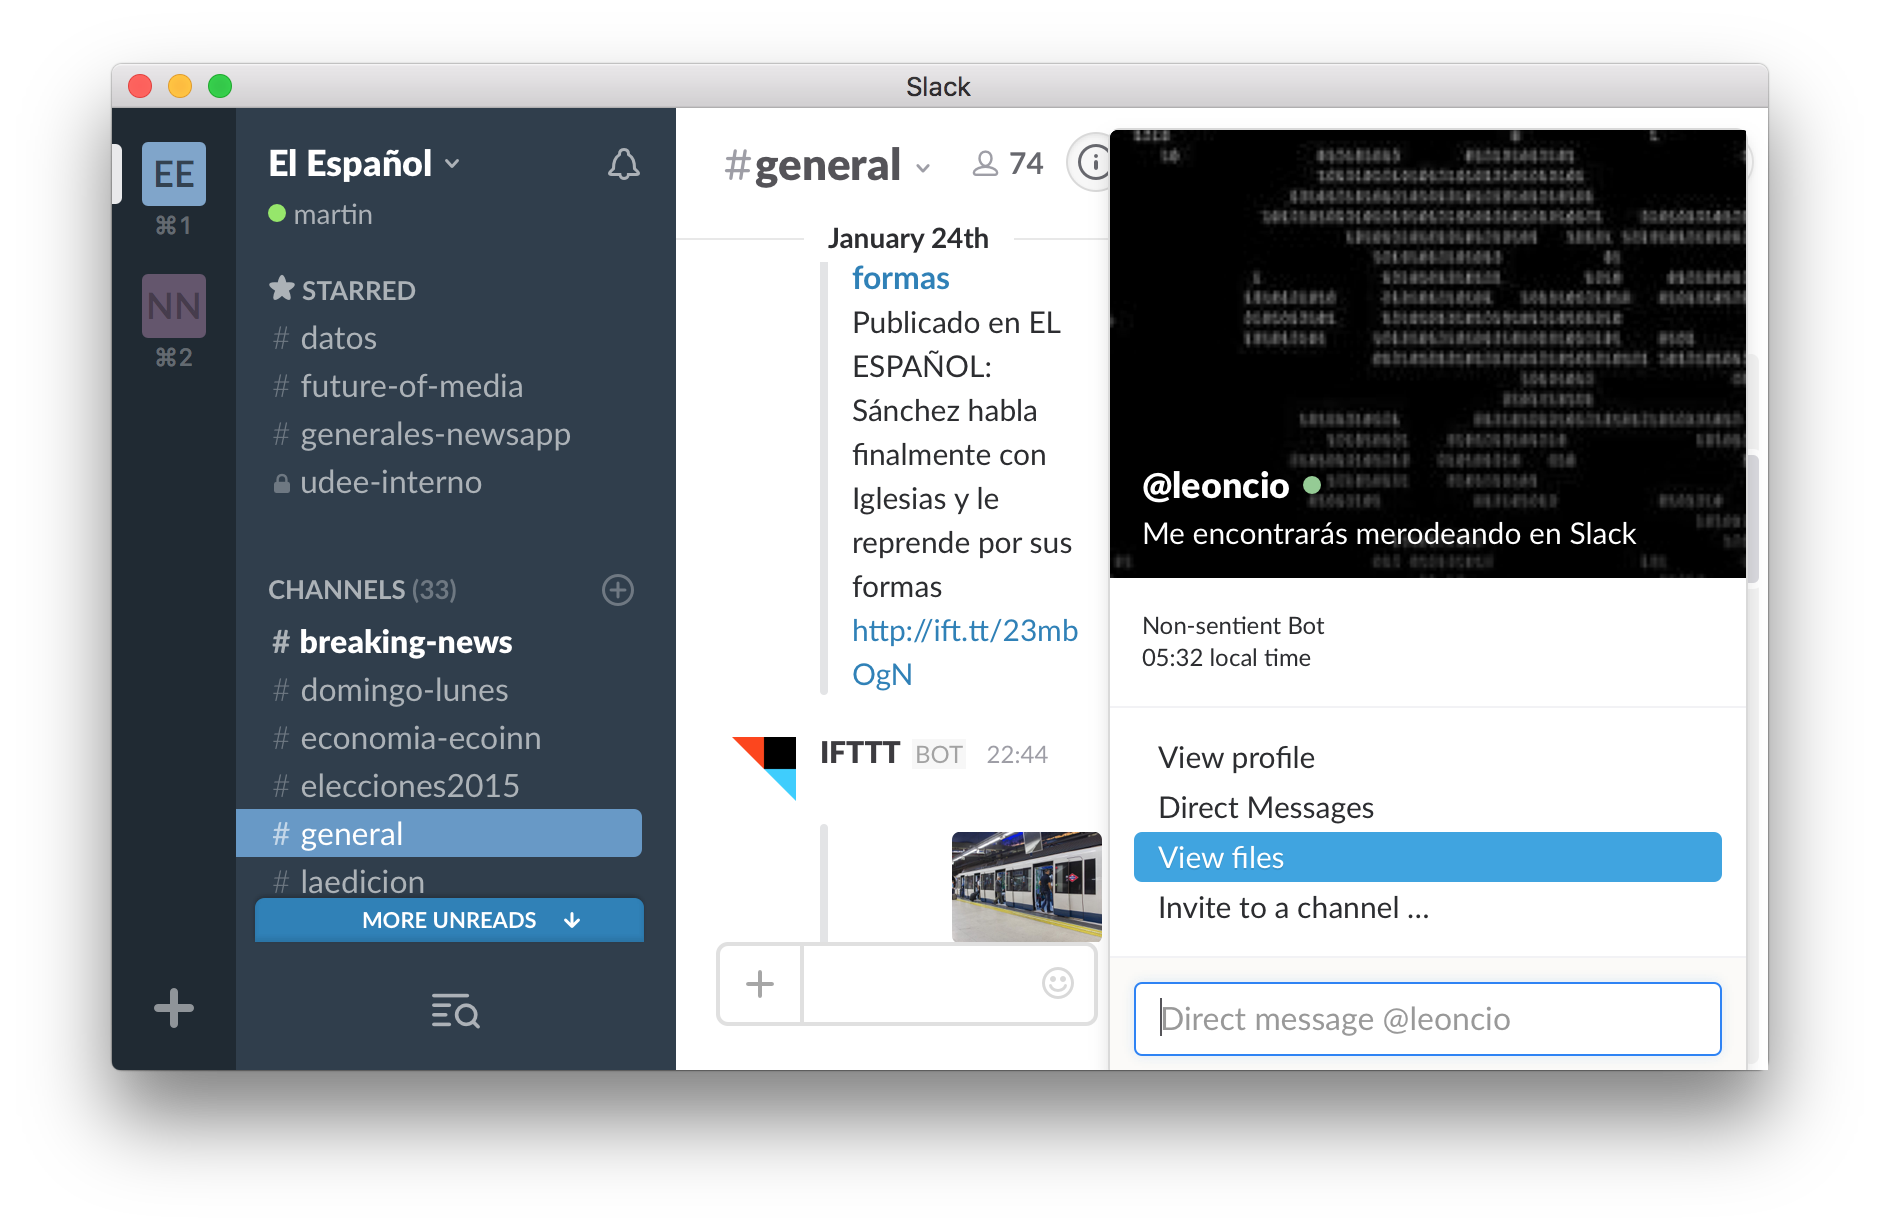 Slack
EE
⌘1
NN
⌘2
El Español
martin
STARRED
# datos
# future-of-media
# generales-newsapp
udee-interno
CHANNELS (33)
# breaking-news
# domingo-lunes
# economia-ecoinn
# elecciones2015
# general
# laedicion
MORE UNREADS
#general
74
January 24th
formas
Publicado en EL
ESPAÑOL:
Sánchez habla
finalmente con
Iglesias y le
reprende por sus
formas
http://ift.tt/23mb
OgN
IFTTT BOT 22:44
@leoncio
Me encontrarás merodeando en Slack
Non-sentient Bot
05:32 local time
View profile
Direct Messages
View files
Invite to a channel ...
Direct message @leoncio